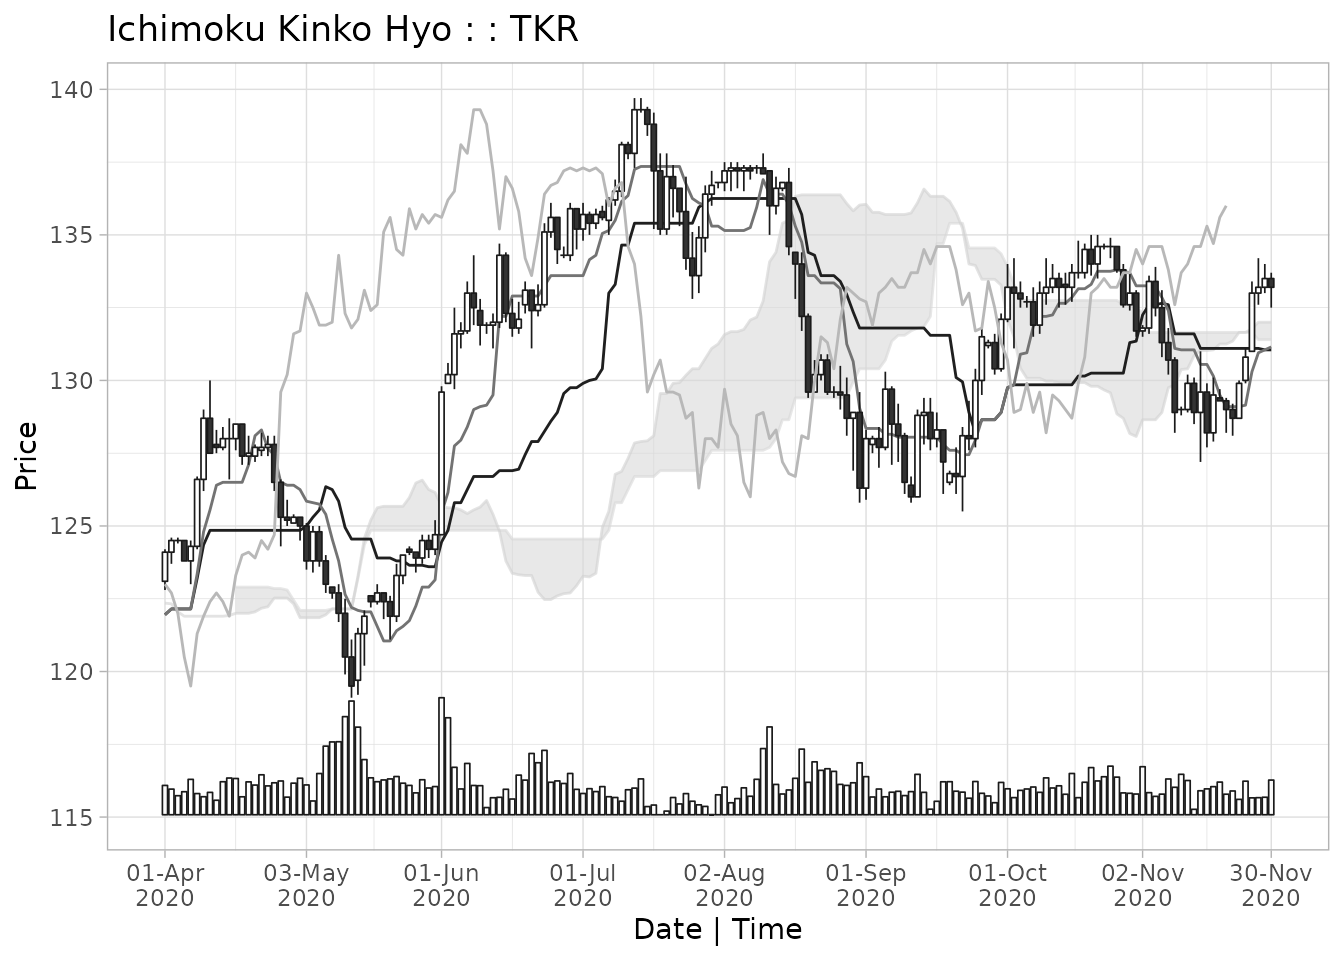 Ichimoku Kinko Hyo : : TKR
140
135
130
125
120
115
Price
01-Apr 03-May 01-Jun 01-Jul 02-Aug 01-Sep 01-Oct 02-Nov 30-Nov
2020 2020 2020 2020 2020 2020 2020 2020 2020
Date | Time